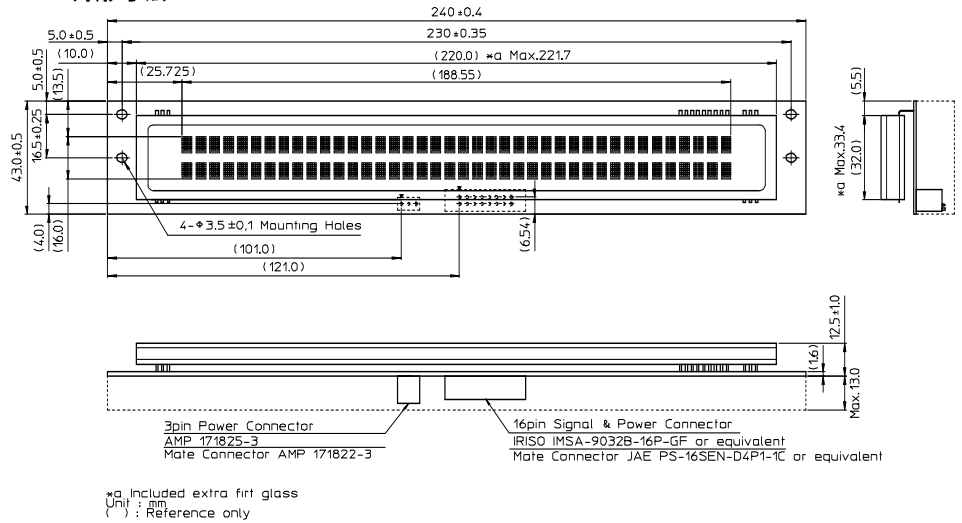 240±0.4
5.0±0.5
230±0.35
(10.0)
(220.0) *a Max.221.7
(25.725)
(188.55)
5.0±0.5
(13.5)
43.0±0.5
16.5±0.25
(4.0)
(16.0)
4-Φ3.5±0,1 Mounting Holes
(101.0)
(121.0)
(6.54)
(5.5)
*a Max.33.4
(32.0)
(1.6)
12.5±1.0
Max.13.0
3pin Power Connector
AMP 171825-3
Mate Connector AMP 171822-3
16pin Signal & Power Connector
IRISO IMSA-9032B-16P-GF or equivalent
Mate Connector JAE PS-16SEN-D4P1-1C or equivalent
*a Included extra firt glass
Unit : mm
( ) : Reference only